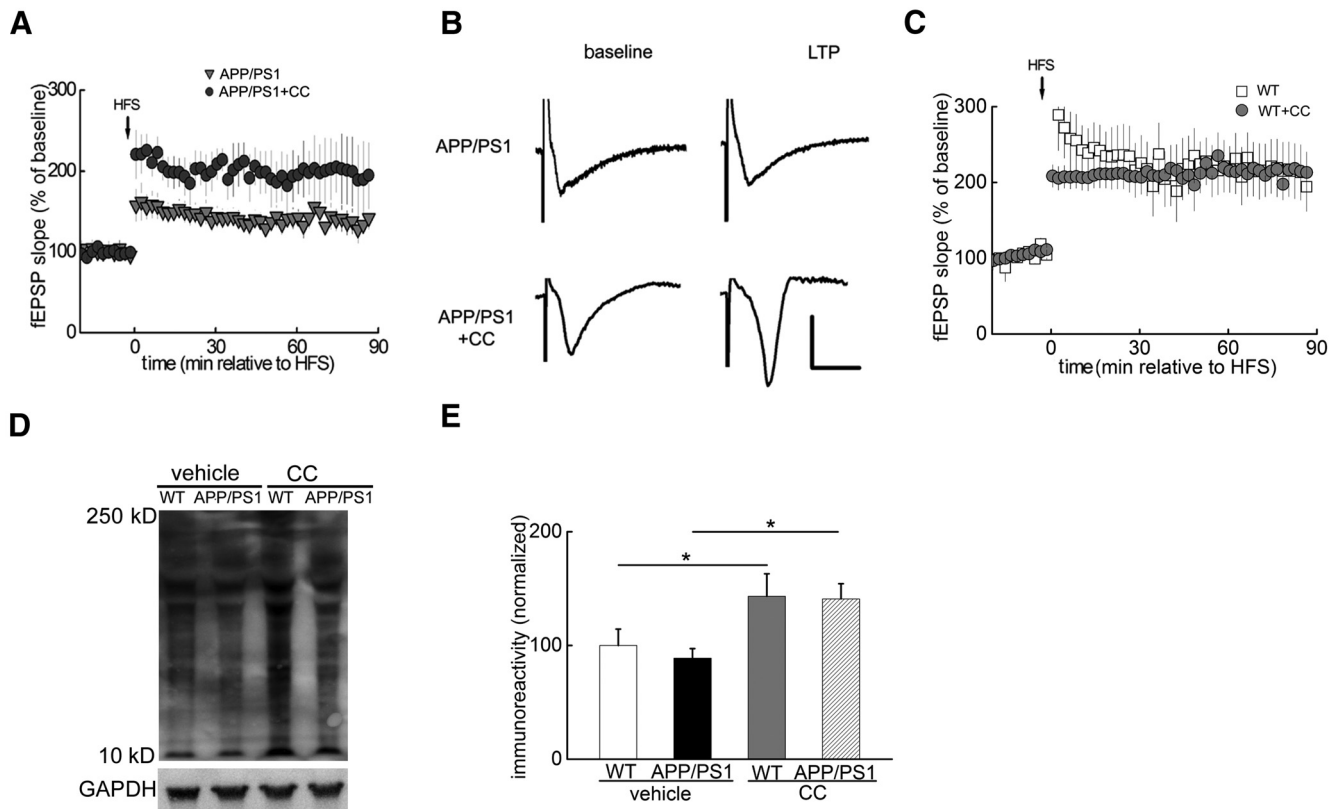 A
APP/PS1
APP/PS1+CC
HFS
fEPSP slope (% of baseline)
300
200
100
0
0 30 60 90
time (min relative to HFS)
B
baseline LTP
APP/PS1
APP/PS1
+CC
C
HFS
WT
WT+CC
fEPSP slope (% of baseline)
300
200
100
0
0 30 60 90
time (min relative to HFS)
D
vehicle CC
WT APP/PS1 WT APP/PS1
250 kD
10 kD
GAPDH
E
immunoreactivity (normalized)
200
100
0
*
*
WT APP/PS1 WT APP/PS1
vehicle CC